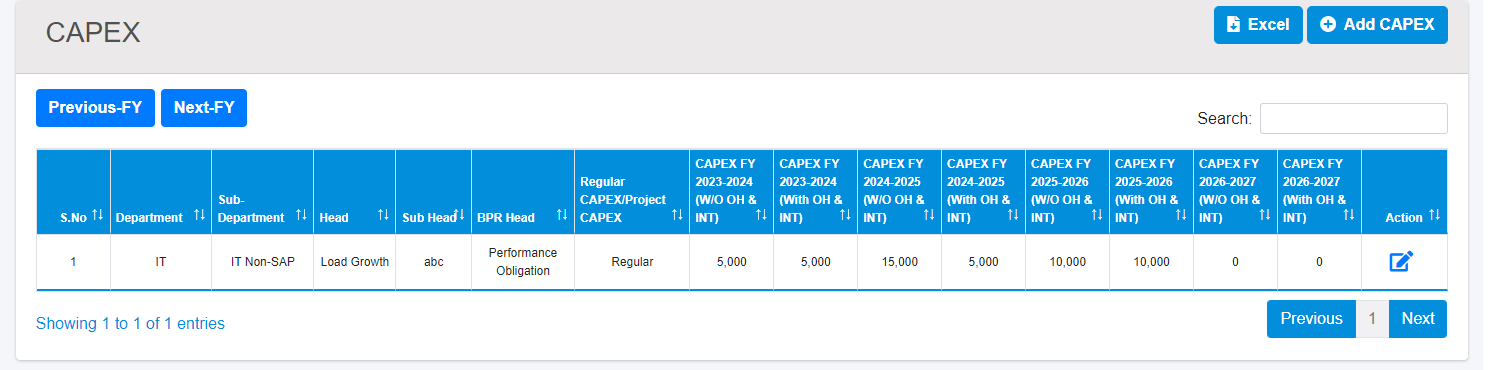 CAPEX
Excel
Add CAPEX
Previous-FY
Next-FY
Search:
S.No
Department
Sub-
Department
Head
Sub Head
BPR Head
Regular
CAPEX/Project
CAPEX
CAPEX FY
2023-2024
(W/O OH &
INT)
CAPEX FY
2023-2024
(With OH &
INT)
CAPEX FY
2024-2025
(W/O OH &
INT)
CAPEX FY
2024-2025
(With OH &
INT)
CAPEX FY
2025-2026
(W/O OH &
INT)
CAPEX FY
2025-2026
(With OH &
INT)
CAPEX FY
2026-2027
(W/O OH &
INT)
CAPEX FY
2026-2027
(With OH &
INT)
Action
1
IT
IT Non-SAP
Load Growth
abc
Performance
Obligation
Regular
5,000
5,000
15,000
5,000
10,000
10,000
0
0
Showing 1 to 1 of 1 entries
Previous
1
Next